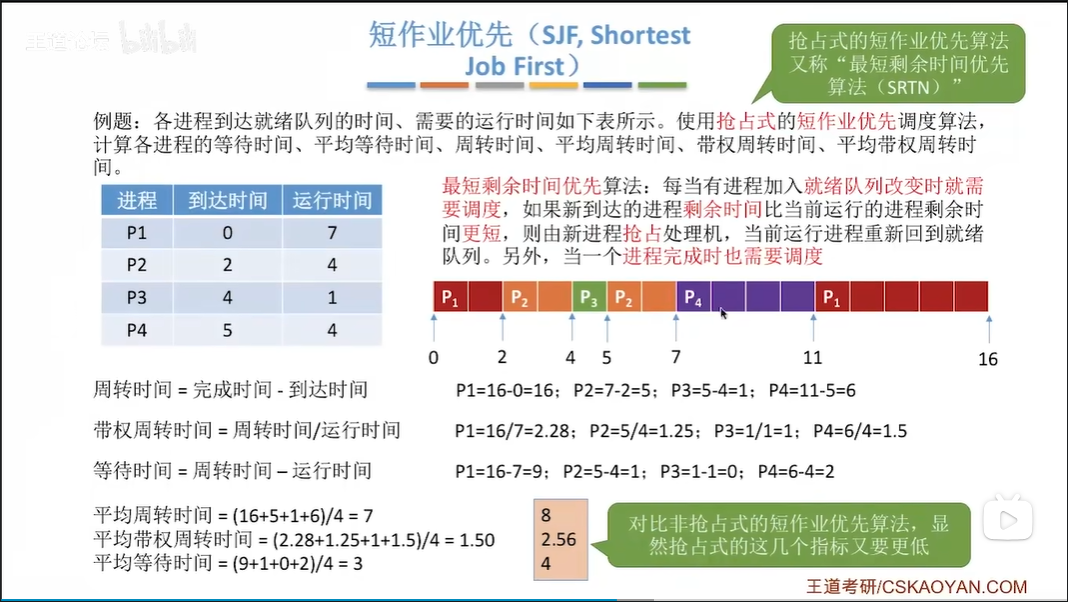 王道论坛 bilibili
短作业优先（SJF, Shortest
Job First）
抢占式的短作业优先算法
又称“最短剩余时间优先
算法（SRTN）”
例题：各进程到达就绪队列的时间、需要的运行时间如下表所示。使用抢占式的短作业优先调度算法，
计算各进程的等待时间、平均等待时间、周转时间、平均周转时间、带权周转时间、平均带权周转时
间。
进程 到达时间 运行时间
P1 0 7
P2 2 4
P3 4 1
P4 5 4
最短剩余时间优先算法：每当有进程加入就绪队列改变时就需
要调度，如果新到达的进程剩余时间比当前运行的进程剩余时
间更短，则由新进程抢占处理机，当前运行进程重新回到就绪
队列。另外，当一个进程完成时也需要调度
P1 P2 P3 P2 P4 P1
0 2 4 5 7 11 16
周转时间 = 完成时间 - 到达时间 P1=16-0=16；P2=7-2=5；P3=5-4=1；P4=11-5=6
带权周转时间 = 周转时间/运行时间 P1=16/7=2.28；P2=5/4=1.25；P3=1/1=1；P4=6/4=1.5
等待时间 = 周转时间 – 运行时间 P1=16-7=9；P2=5-4=1；P3=1-1=0；P4=6-4=2
平均周转时间 = (16+5+1+6)/4 = 7
平均带权周转时间 = (2.28+1.25+1+1.5)/4 = 1.50
平均等待时间 = (9+1+0+2)/4 = 3
8
2.56
4
对比非抢占式的短作业优先算法，显
然抢占式的这几个指标又要更低
王道考研/CSKAOYAN.COM